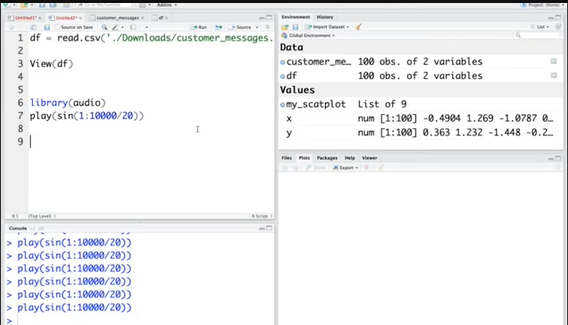 Addins
Project: (None)
Untitled1*
Untitled2*
customer_messages
df
Source on Save
Run
Source
1 df = read.csv('./Downloads/customer_messages.
2
3 View(df)
4
5
6 library(audio)
7 play(sin(1:10000/20))
8
9
9:1
(Top Level)
R Script
Console
> play(sin(1:10000/20))
> play(sin(1:10000/20))
> play(sin(1:10000/20))
> play(sin(1:10000/20))
> play(sin(1:10000/20))
> play(sin(1:10000/20))
>
Environment History
Import Dataset
List
Global Environment
Data
customer_me... 100 obs. of 2 variables
df 100 obs. of 2 variables
Values
my_scatplot List of 9
x num [1:100] -0.4904 1.269 -1.0787 0...
y num [1:100] 0.363 1.232 -1.448 -0.2...
Files Plots Packages Help Viewer
Zoom Export